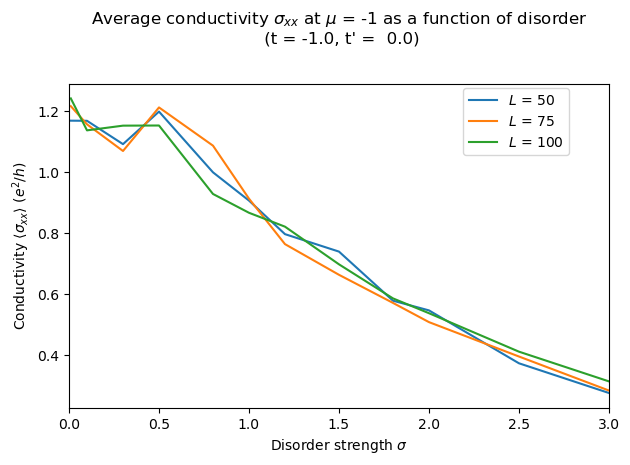 Average conductivity σxx at μ = -1 as a function of disorder
(t = -1.0, t' =  0.0)
Conductivity ⟨σxx⟩ (e²/h)
1.2
1.0
0.8
0.6
0.4
L = 50
L = 75
L = 100
0.0 0.5 1.0 1.5 2.0 2.5 3.0
Disorder strength σ